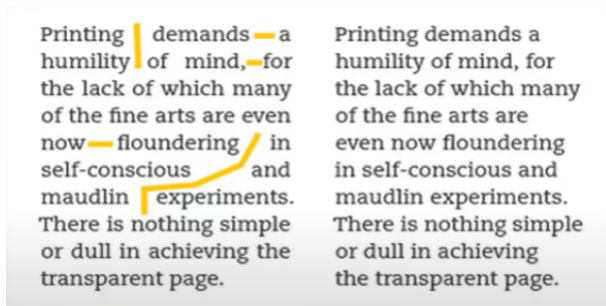 Printing demands a
humility of mind, for
the lack of which many
of the fine arts are even
now floundering in
self-conscious and
maudlin experiments.
There is nothing simple
or dull in achieving the
transparent page.
Printing demands a
humility of mind, for
the lack of which many
of the fine arts are
even now floundering
in self-conscious and
maudlin experiments.
There is nothing simple
or dull in achieving
the transparent page.